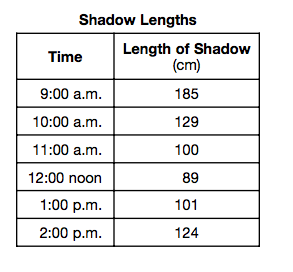 Shadow Lengths
Time
Length of Shadow
(cm)
9:00 a.m. 185
10:00 a.m. 129
11:00 a.m. 100
12:00 noon 89
1:00 p.m. 101
2:00 p.m. 124